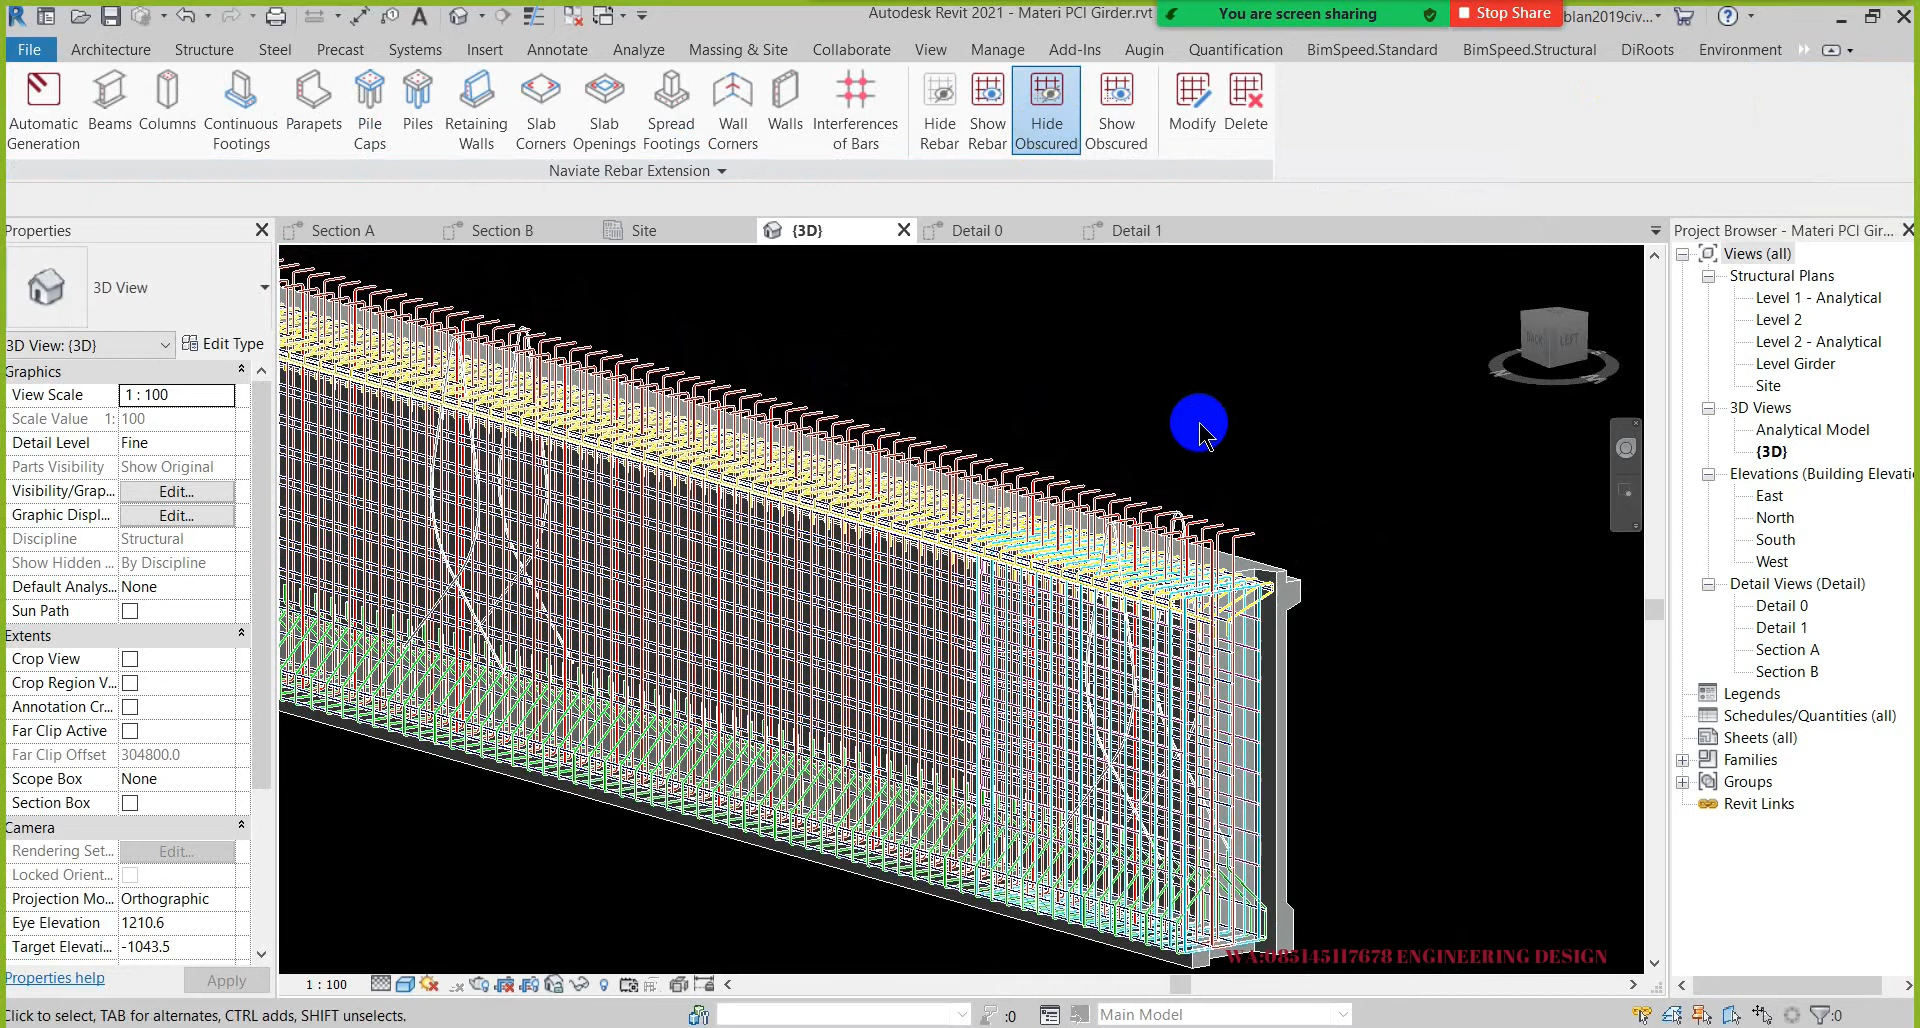 Autodesk Revit 2021 - Materi PCI Girder.rvt
You are screen sharing
Stop Share
blan2019civ...
File
Architecture
Structure
Steel
Precast
Systems
Insert
Annotate
Analyze
Massing & Site
Collaborate
View
Manage
Add-Ins
Augin
Quantification
BimSpeed.Standard
BimSpeed.Structural
DiRoots
Environment
Automatic Generation
Beams
Columns
Continuous Footings
Parapets
Pile Caps
Piles
Retaining Walls
Slab Corners
Slab Openings
Spread Footings
Wall Corners
Walls
Interferences of Bars
Hide Rebar
Show Rebar
Hide Obscured
Show Obscured
Modify
Delete
Naviate Rebar Extension
Properties
Section A
Section B
Site
{3D}
Detail 0
Detail 1
Project Browser - Materi PCI Gir...
3D View
3D View: {3D}
Edit Type
Graphics
View Scale 1 : 100
Scale Value 1: 100
Detail Level Fine
Parts Visibility Show Original
Visibility/Grap... Edit...
Graphic Displ... Edit...
Discipline Structural
Show Hidden ... By Discipline
Default Analys... None
Sun Path
Extents
Crop View
Crop Region V...
Annotation Cr...
Far Clip Active
Far Clip Offset 304800.0
Scope Box None
Section Box
Camera
Rendering Set... Edit...
Locked Orient...
Projection Mo... Orthographic
Eye Elevation 1210.6
Target Elevati... -1043.5
Properties help
Apply
BACK
LEFT
WA:085145117678 ENGINEERING DESIGN
Views (all)
Structural Plans
Level 1 - Analytical
Level 2
Level 2 - Analytical
Level Girder
Site
3D Views
Analytical Model
{3D}
Elevations (Building Elevati
East
North
South
West
Detail Views (Detail)
Detail 0
Detail 1
Section A
Section B
Legends
Schedules/Quantities (all)
Sheets (all)
Families
Groups
Revit Links
1 : 100
Click to select, TAB for alternates, CTRL adds, SHIFT unselects.
:0
Main Model
:0